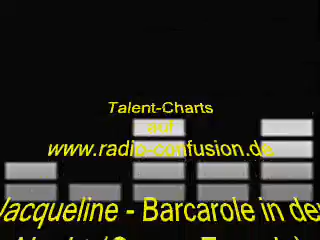 Talent-Charts
auf
www.radio-confusion.de
Jacqueline - Barcarole in der